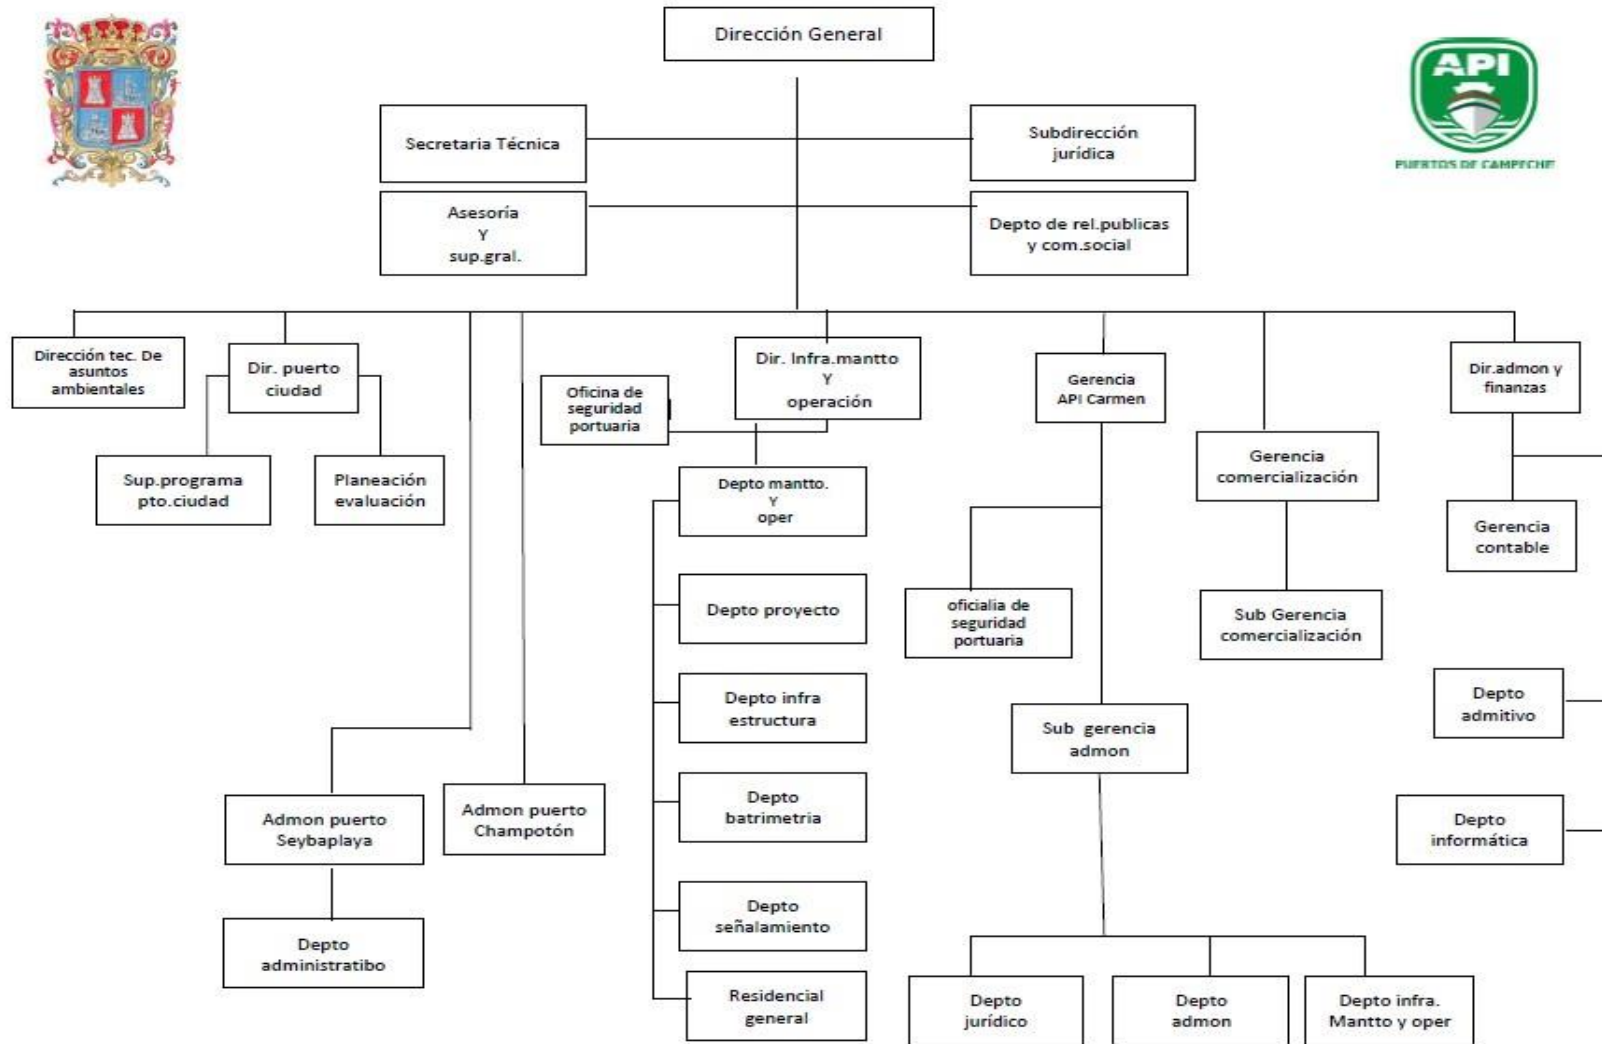 Dirección General
API
PUERTOS DE CAMPECHE
Secretaria Técnica
Subdirección
jurídica
Asesoría
Y
sup.gral.
Depto de rel.publicas
y com.social
Dirección tec. De
asuntos
ambientales
Dir. puerto
ciudad
Oficina de
seguridad
portuaria
Dir. Infra.mantto
Y
operación
Gerencia
API Carmen
Dir.admon y
finanzas
Sup.programa
pto.ciudad
Planeación
evaluación
Depto mantto.
Y
oper
Gerencia
comercialización
Gerencia
contable
Depto proyecto
oficialia de
seguridad
portuaria
Sub Gerencia
comercialización
Depto infra
estructura
Sub gerencia
admon
Depto
admitivo
Admon puerto
Seybaplaya
Admon puerto
Champotón
Depto
batrimetria
Depto
informática
Depto
administratibo
Depto
señalamiento
Residencial
general
Depto
jurídico
Depto
admon
Depto infra.
Mantto y oper